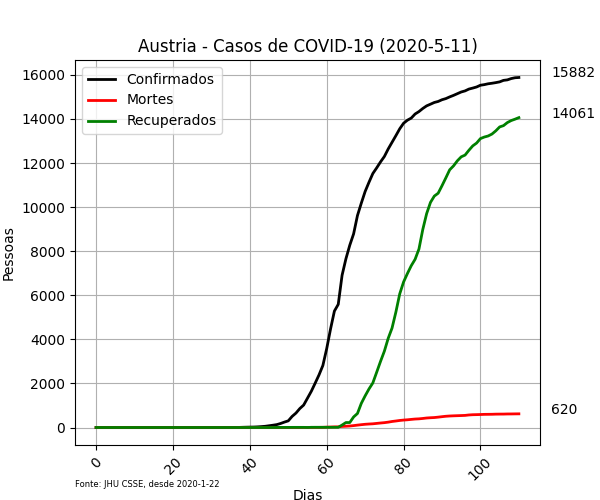 Austria - Casos de COVID-19 (2020-5-11)
Confirmados
Mortes
Recuperados
15882
14061
620
Pessoas
16000
14000
12000
10000
8000
6000
4000
2000
0
0
20
40
60
80
100
Fonte: JHU CSSE, desde 2020-1-22
Dias